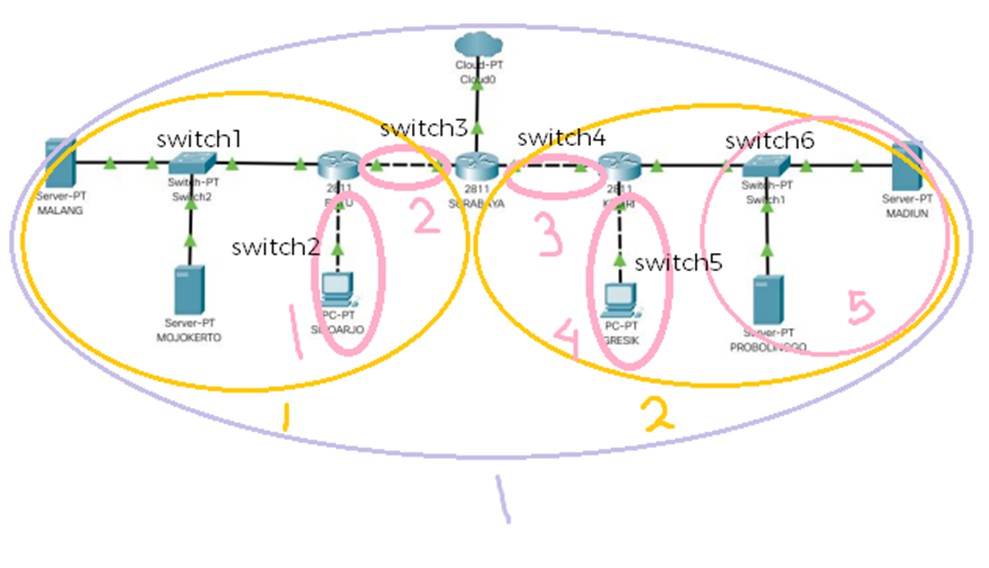 Cloud-PT
Cloud0
switch3
switch4
switch1
switch6
Server-PT
MALANG
Switch-PT
Switch2
2811
2811
SURABAYA
2811
Switch-PT
Switch1
Server-PT
MADIUN
2
3
switch2
switch5
Server-PT
MOJOKERTO
PC-PT
SIDOARJO
1
4
PC-PT
GRESIK
Server-PT
PROBOLINGGO
5
1
2
1